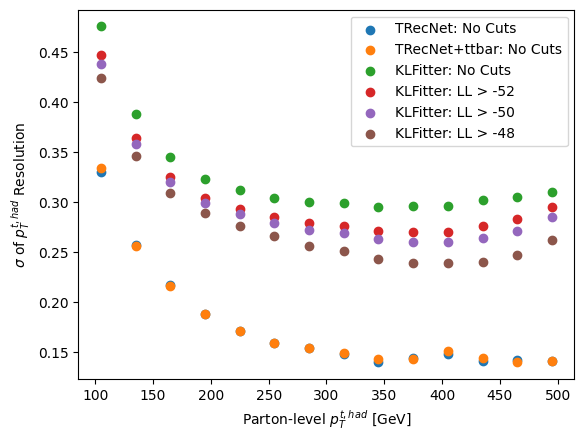 TRecNet: No Cuts
TRecNet+ttbar: No Cuts
KLFitter: No Cuts
KLFitter: LL > -52
KLFitter: LL > -50
KLFitter: LL > -48
σ of p_T^{t,had} Resolution
0.45
0.40
0.35
0.30
0.25
0.20
0.15
100 150 200 250 300 350 400 450 500
Parton-level p_T^{t,had} [GeV]